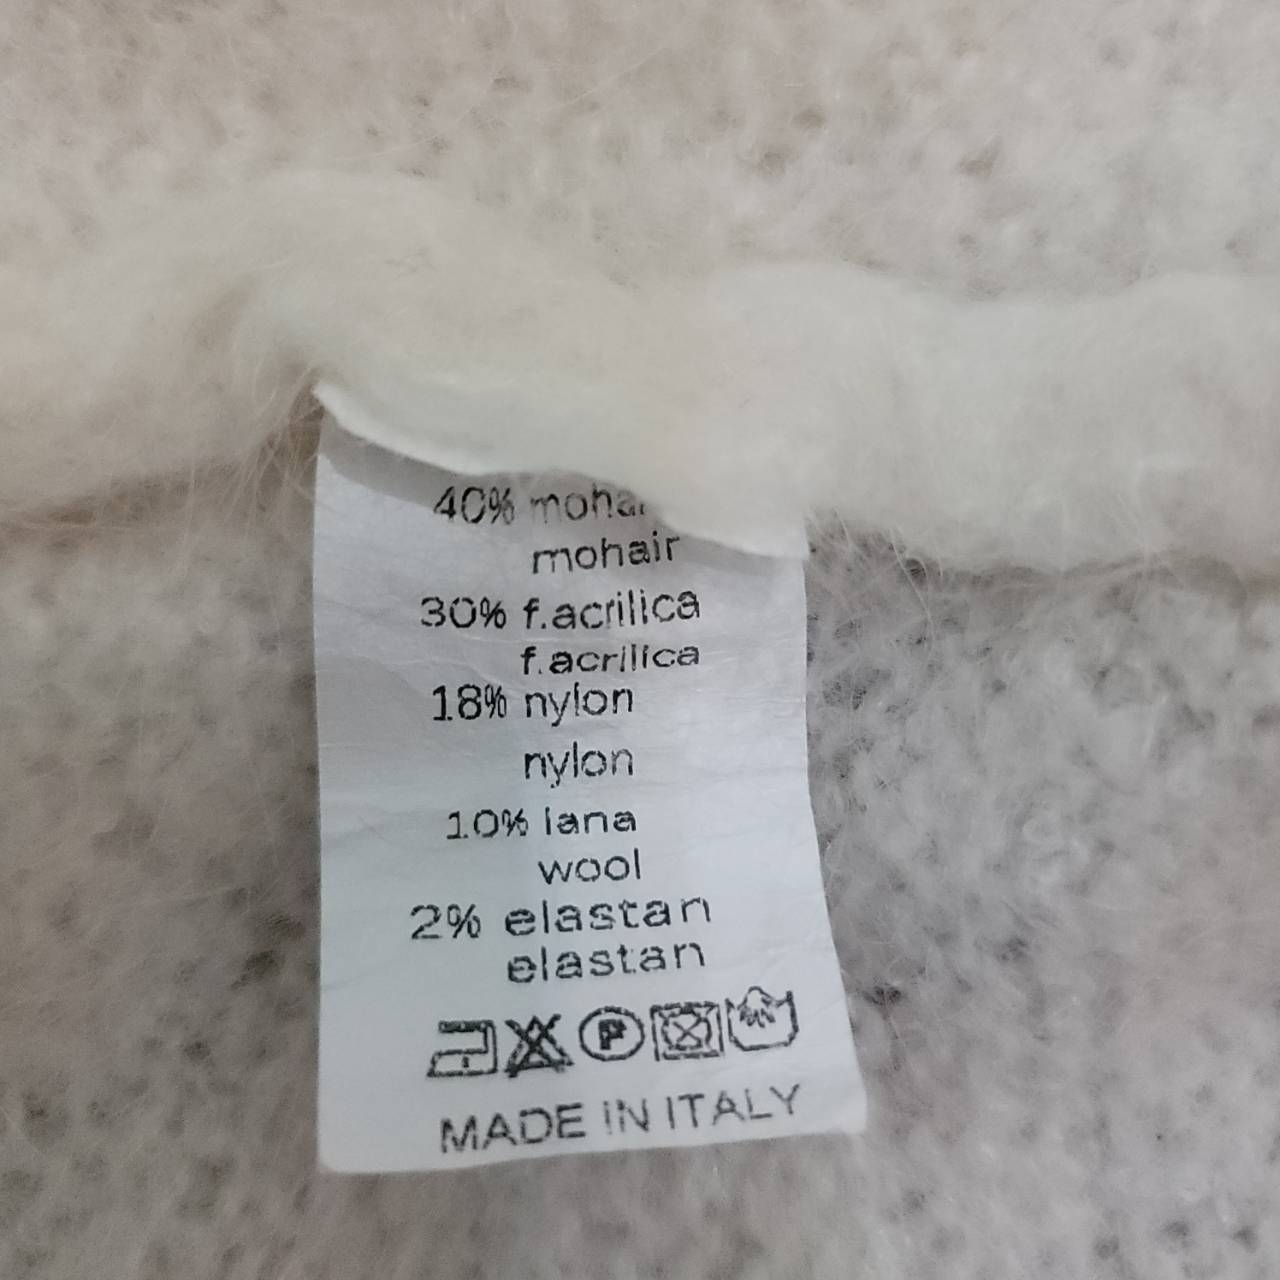 40% mohair
mohair
30% f.acrilica
f.acrilica
18% nylon
nylon
10% lana
wool
2% elastan
elastan
P
MADE IN ITALY